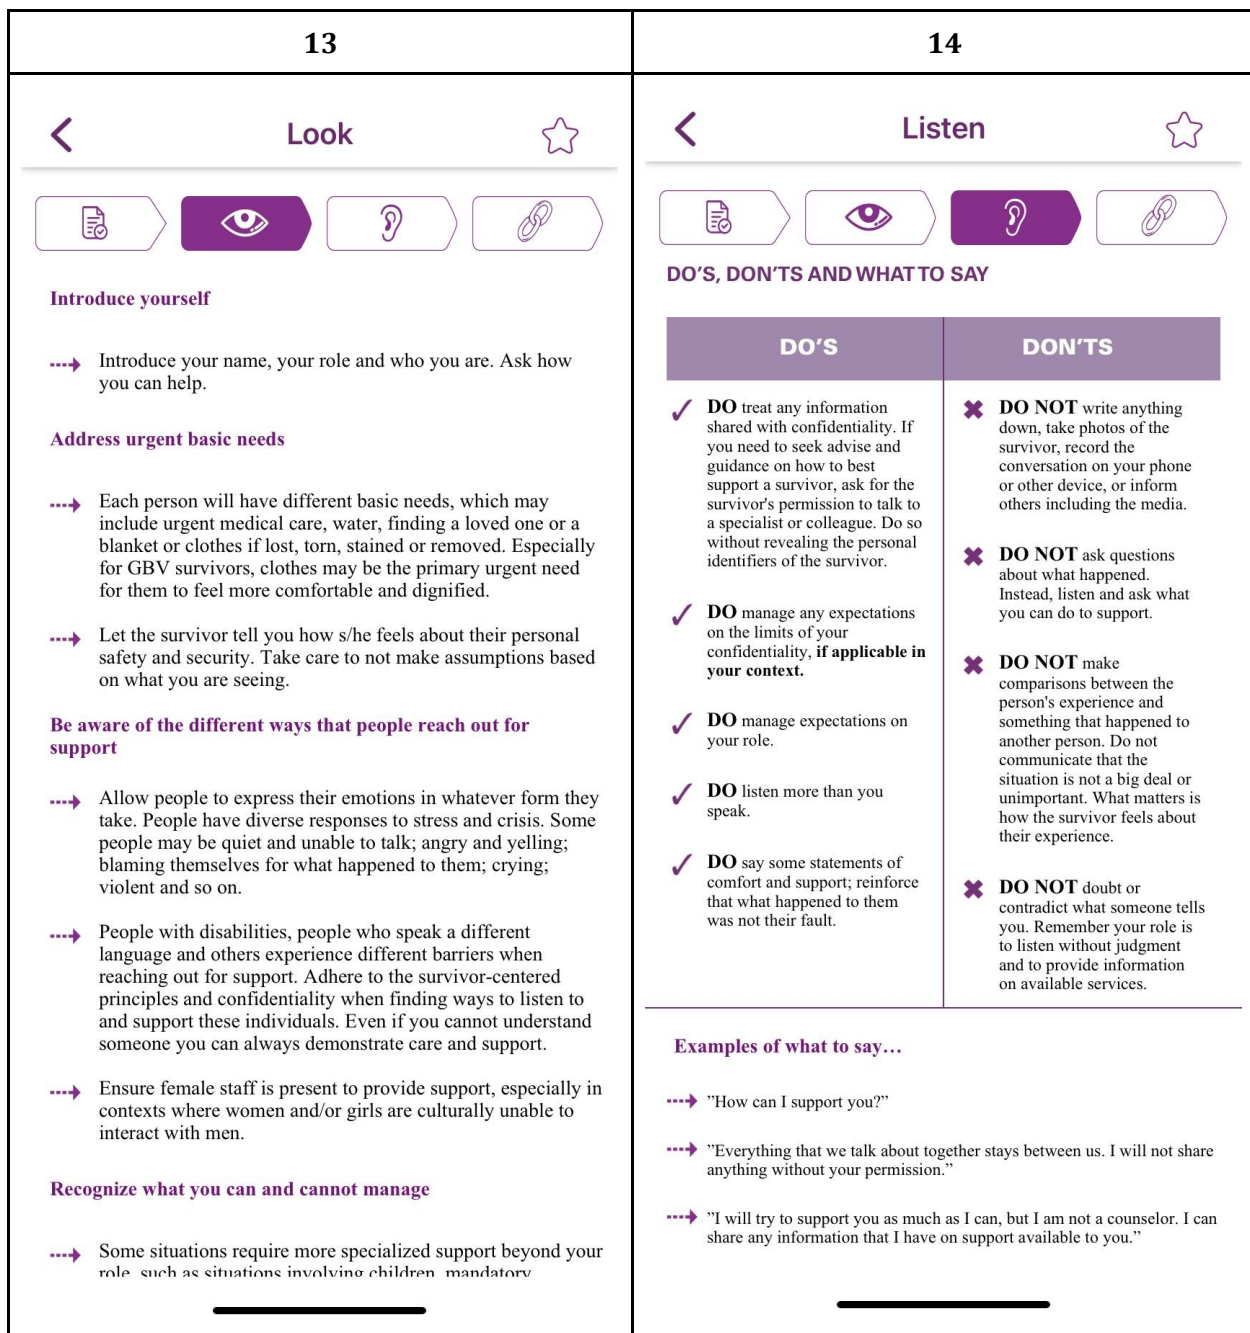 13
Look
Introduce yourself
Introduce your name, your role and who you are. Ask how
you can help.
Address urgent basic needs
Each person will have different basic needs, which may
include urgent medical care, water, finding a loved one or a
blanket or clothes if lost, torn, stained or removed. Especially
for GBV survivors, clothes may be the primary urgent need
for them to feel more comfortable and dignified.
Let the survivor tell you how s/he feels about their personal
safety and security. Take care to not make assumptions based
on what you are seeing.
Be aware of the different ways that people reach out for
support
Allow people to express their emotions in whatever form they
take. People have diverse responses to stress and crisis. Some
people may be quiet and unable to talk; angry and yelling;
blaming themselves for what happened to them; crying;
violent and so on.
People with disabilities, people who speak a different
language and others experience different barriers when
reaching out for support. Adhere to the survivor-centered
principles and confidentiality when finding ways to listen to
and support these individuals. Even if you cannot understand
someone you can always demonstrate care and support.
Ensure female staff is present to provide support, especially in
contexts where women and/or girls are culturally unable to
interact with men.
Recognize what you can and cannot manage
Some situations require more specialized support beyond your
role, such as situations involving children, mandatory
14
Listen
DO'S, DON'TS AND WHAT TO SAY
DO'S
DO treat any information
shared with confidentiality. If
you need to seek advise and
guidance on how to best
support a survivor, ask for the
survivor's permission to talk to
a specialist or colleague. Do so
without revealing the personal
identifiers of the survivor.
DO manage any expectations
on the limits of your
confidentiality, if applicable in
your context.
DO manage expectations on
your role.
DO listen more than you
speak.
DO say some statements of
comfort and support; reinforce
that what happened to them
was not their fault.
DON'TS
DO NOT write anything
down, take photos of the
survivor, record the
conversation on your phone
or other device, or inform
others including the media.
DO NOT ask questions
about what happened.
Instead, listen and ask what
you can do to support.
DO NOT make
comparisons between the
person's experience and
something that happened to
another person. Do not
communicate that the
situation is not a big deal or
unimportant. What matters is
how the survivor feels about
their experience.
DO NOT doubt or
contradict what someone tells
you. Remember your role is
to listen without judgment
and to provide information
on available services.
Examples of what to say…
”How can I support you?”
”Everything that we talk about together stays between us. I will not share
anything without your permission.”
”I will try to support you as much as I can, but I am not a counselor. I can
share any information that I have on support available to you.”